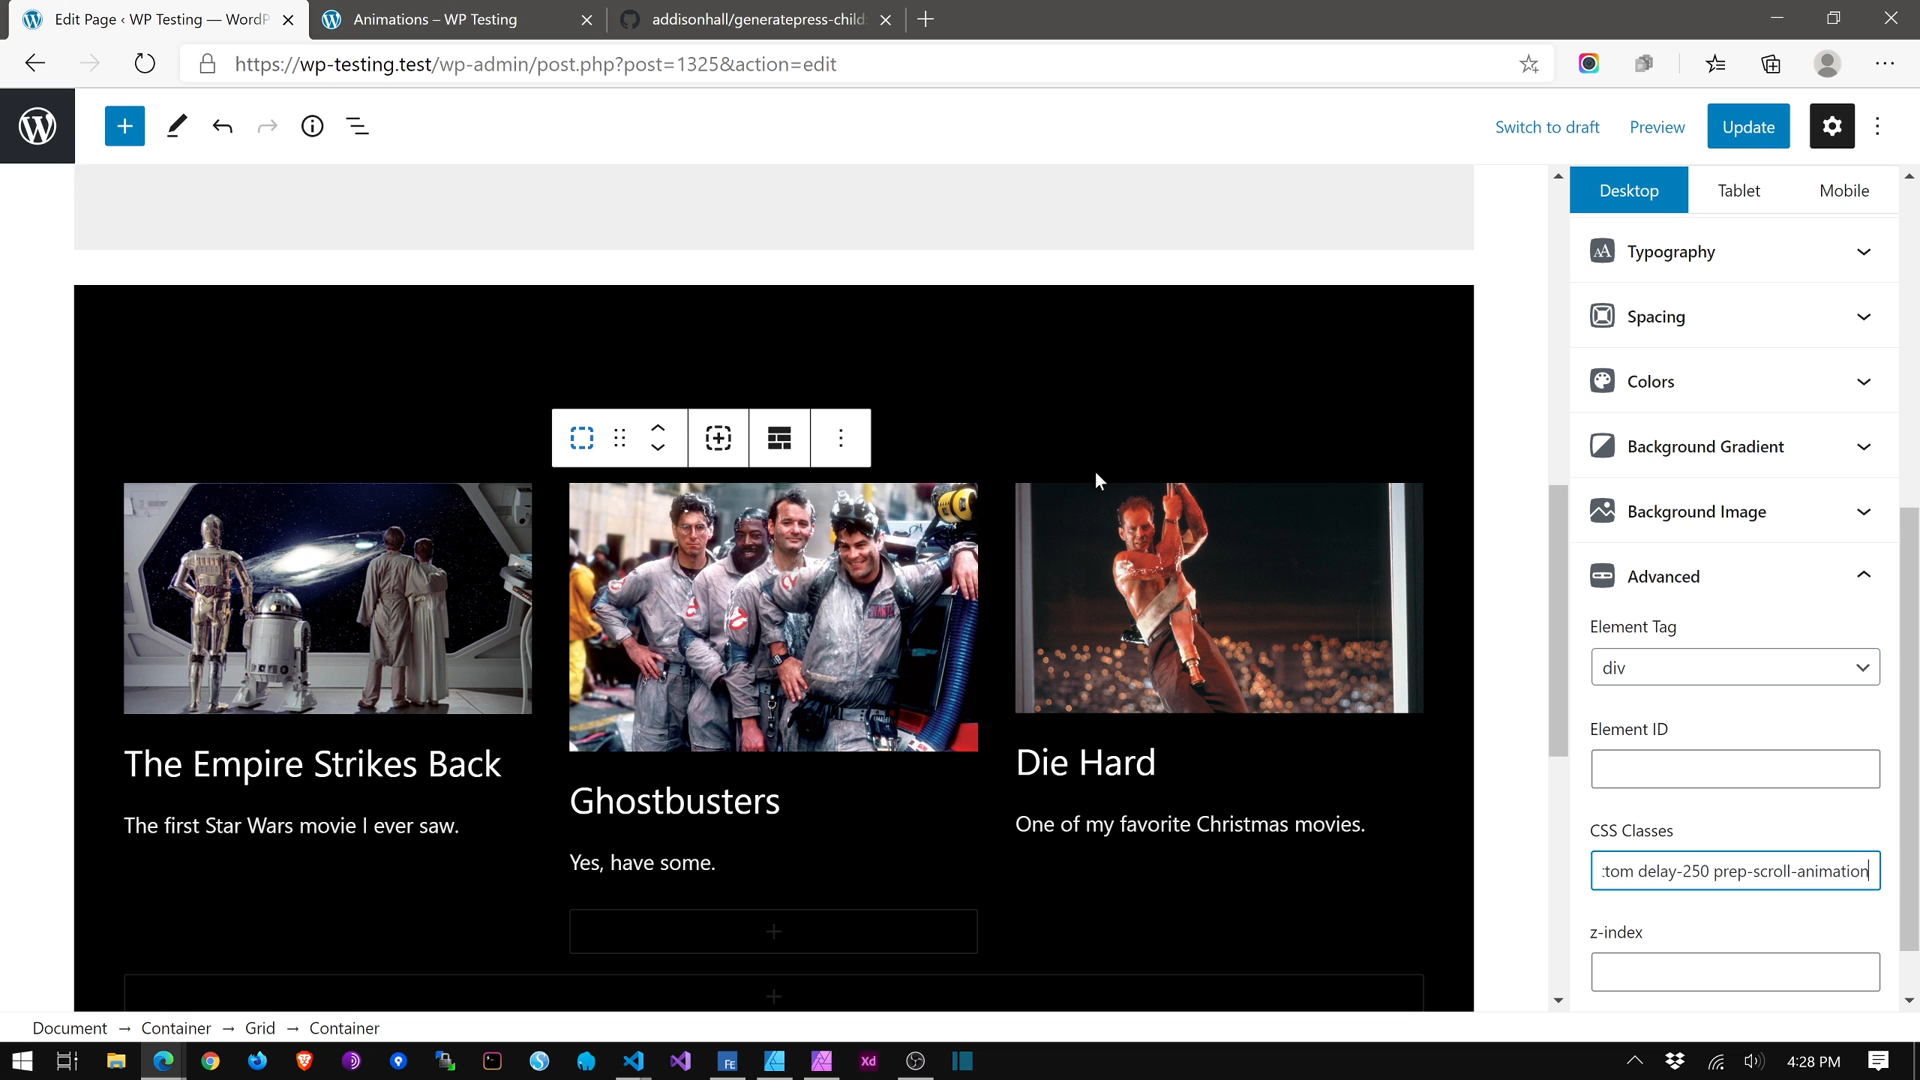 Edit Page ‹ WP Testing — WordP
Animations – WP Testing
addisonhall/generatepress-child
https://wp-testing.test/wp-admin/post.php?post=1325&action=edit
Switch to draft
Preview
Update
Desktop
Tablet
Mobile
Typography
Spacing
Colors
Background Gradient
Background Image
Advanced
Element Tag
div
Element ID
CSS Classes
tom delay-250 prep-scroll-animation
z-index
The Empire Strikes Back
The first Star Wars movie I ever saw.
Ghostbusters
Yes, have some.
Die Hard
One of my favorite Christmas movies.
Document → Container → Grid → Container
FE
Xd
4:28 PM